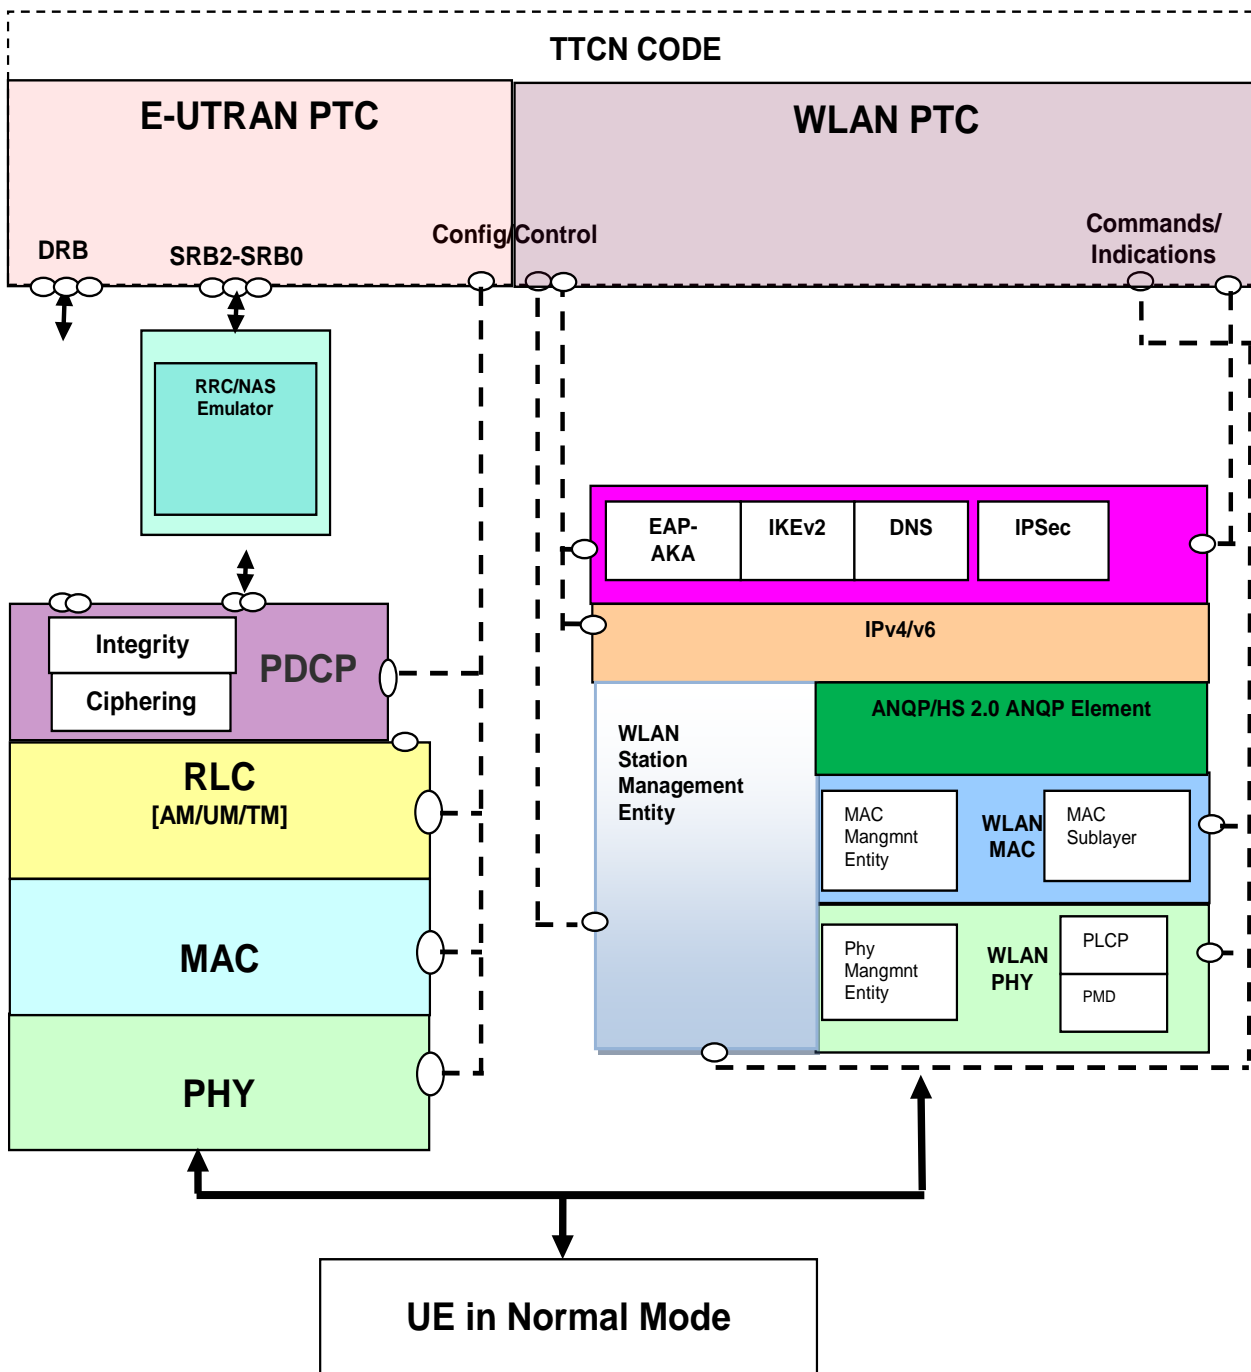 TTCN CODE
E-UTRAN PTC
WLAN PTC
DRB
SRB2-SRB0
Config/Control
Commands/
Indications
RRC/NAS
Emulator
EAP-
AKA
IKEv2
DNS
IPSec
IPv4/v6
Integrity
Ciphering
PDCP
RLC
[AM/UM/TM]
MAC
PHY
WLAN
Station
Management
Entity
ANQP/HS 2.0 ANQP Element
MAC
Mangmnt
Entity
WLAN
MAC
MAC
Sublayer
Phy
Mangmnt
Entity
WLAN
PHY
PLCP
PMD
UE in Normal Mode